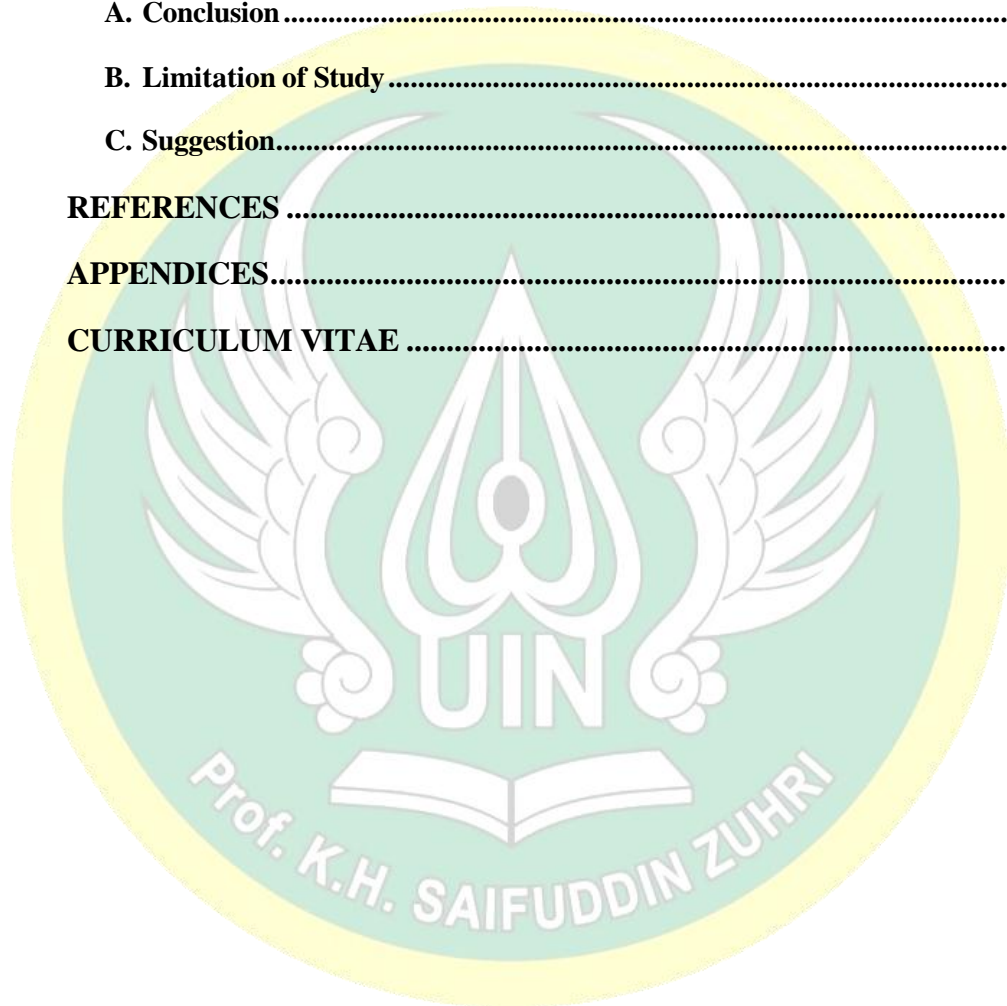 A. Conclusion ........................................................................................................
B. Limitation of Study ........................................................................................
C. Suggestion ........................................................................................................
REFERENCES ........................................................................................................
APPENDICES ........................................................................................................
CURRICULUM VITAE ........................................................................................
UIN
Prof. K.H. SAIFUDDIN ZUHRI